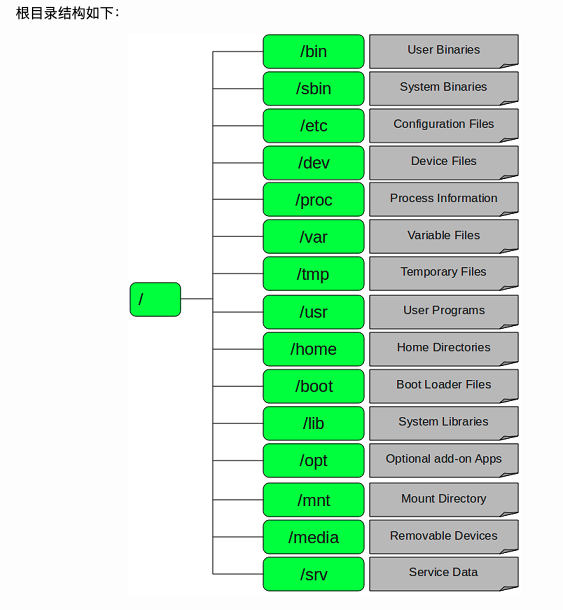 根目录结构如下：
/bin User Binaries
/sbin System Binaries
/etc Configuration Files
/dev Device Files
/proc Process Information
/var Variable Files
/tmp Temporary Files
/
/usr User Programs
/home Home Directories
/boot Boot Loader Files
/lib System Libraries
/opt Optional add-on Apps
/mnt Mount Directory
/media Removable Devices
/srv Service Data